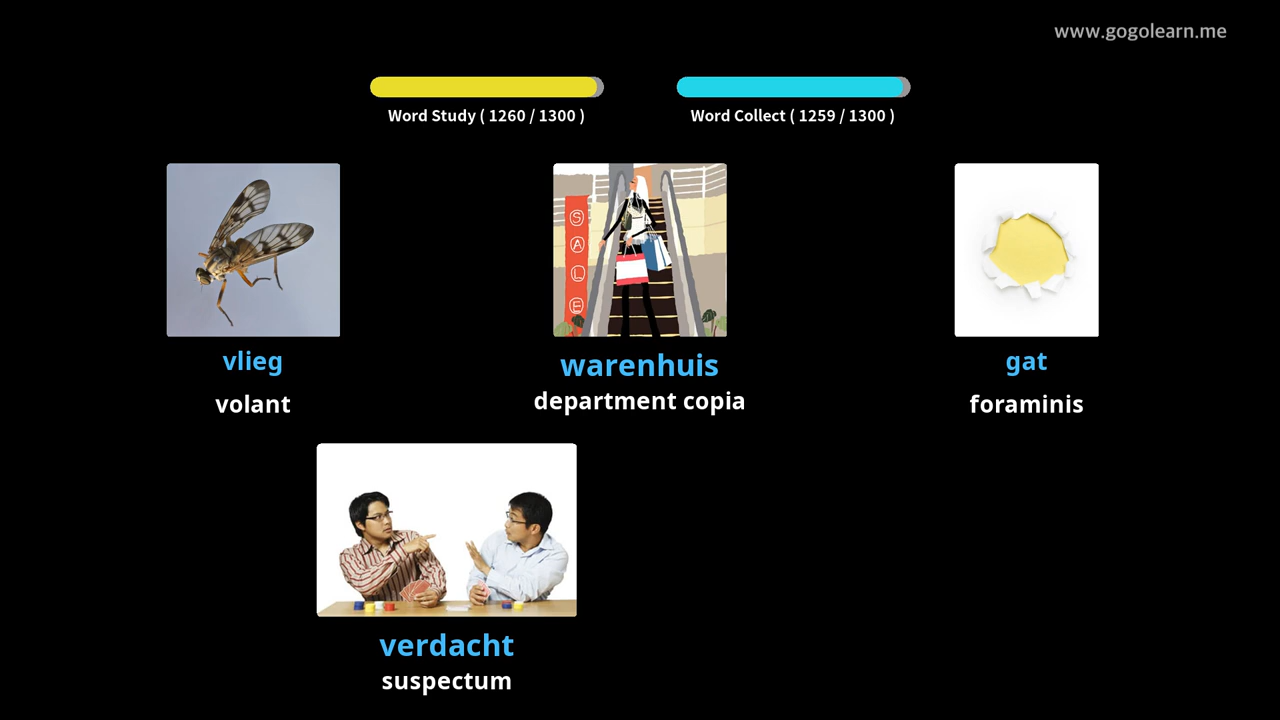 www.gogolearn.me
Word Study ( 1260 / 1300 )
Word Collect ( 1259 / 1300 )
SALE
vlieg
volant
warenhuis
department copia
gat
foraminis
verdacht
suspectum